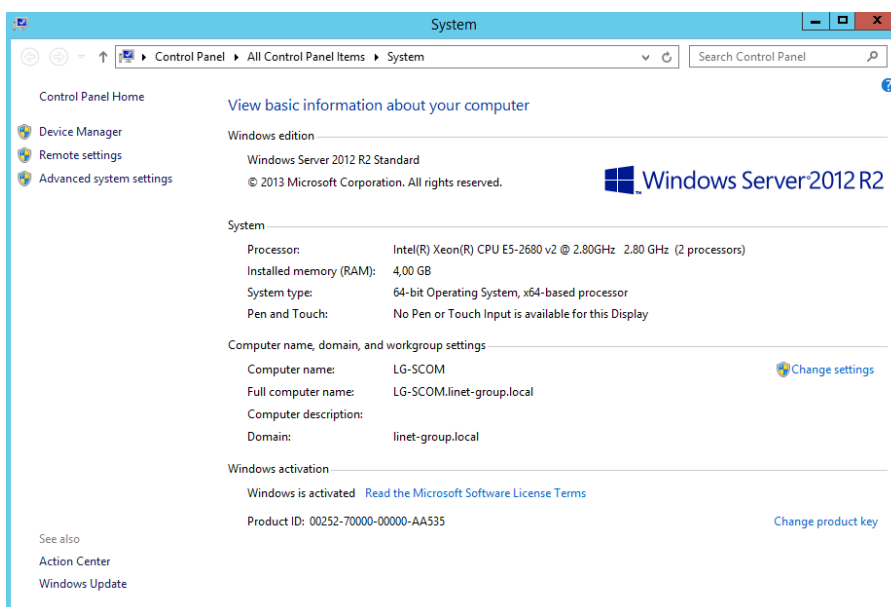 System
Control Panel ▸ All Control Panel Items ▸ System
Search Control Panel
Control Panel Home
Device Manager
Remote settings
Advanced system settings
View basic information about your computer
Windows edition
Windows Server 2012 R2 Standard
© 2013 Microsoft Corporation. All rights reserved.
Windows Server 2012 R2
System
Processor: Intel(R) Xeon(R) CPU E5-2680 v2 @ 2.80GHz 2.80 GHz (2 processors)
Installed memory (RAM): 4,00 GB
System type: 64-bit Operating System, x64-based processor
Pen and Touch: No Pen or Touch Input is available for this Display
Computer name, domain, and workgroup settings
Computer name: LG-SCOM
Change settings
Full computer name: LG-SCOM.linet-group.local
Computer description:
Domain: linet-group.local
Windows activation
Windows is activated Read the Microsoft Software License Terms
Product ID: 00252-70000-00000-AA535
Change product key
See also
Action Center
Windows Update